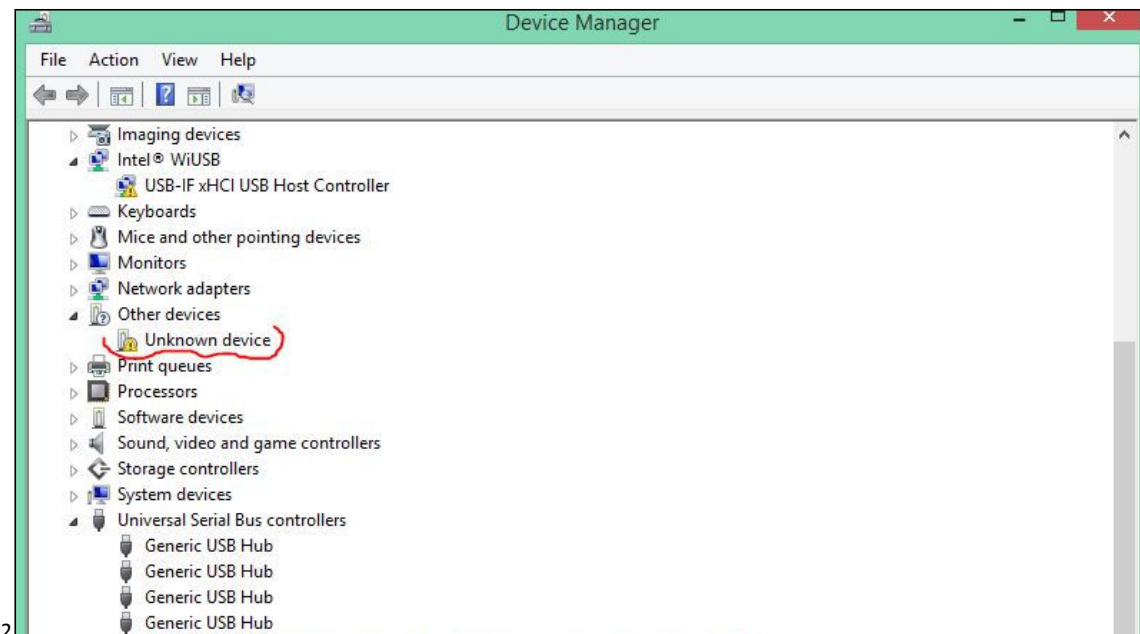 Device Manager
File Action View Help
Imaging devices
Intel® WiUSB
USB-IF xHCI USB Host Controller
Keyboards
Mice and other pointing devices
Monitors
Network adapters
Other devices
Unknown device
Print queues
Processors
Software devices
Sound, video and game controllers
Storage controllers
System devices
Universal Serial Bus controllers
Generic USB Hub
Generic USB Hub
Generic USB Hub
Generic USB Hub
2